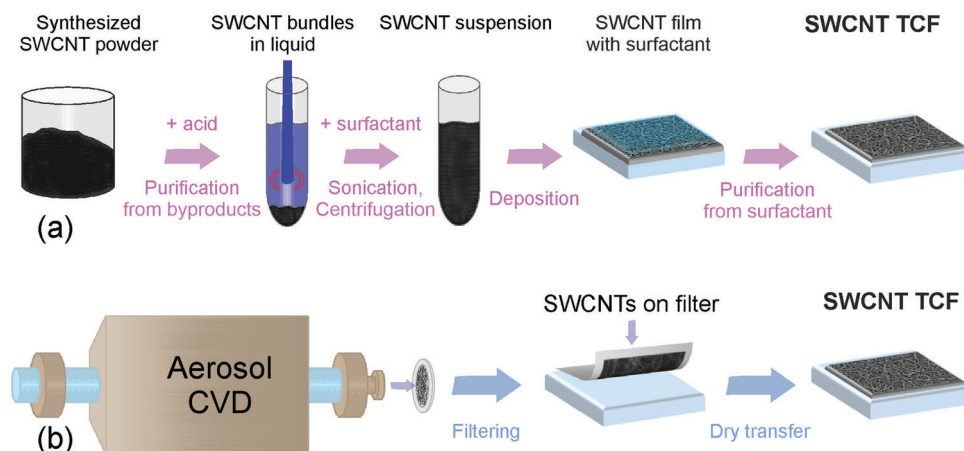 Synthesized
SWCNT powder
SWCNT bundles
in liquid
SWCNT suspension
SWCNT film
with surfactant
SWCNT TCF
+ acid
Purification
from byproducts
+ surfactant
Sonication,
Centrifugation
Deposition
Purification
from surfactant
(a)
SWCNTs on filter
SWCNT TCF
Aerosol
CVD
Filtering
Dry transfer
(b)